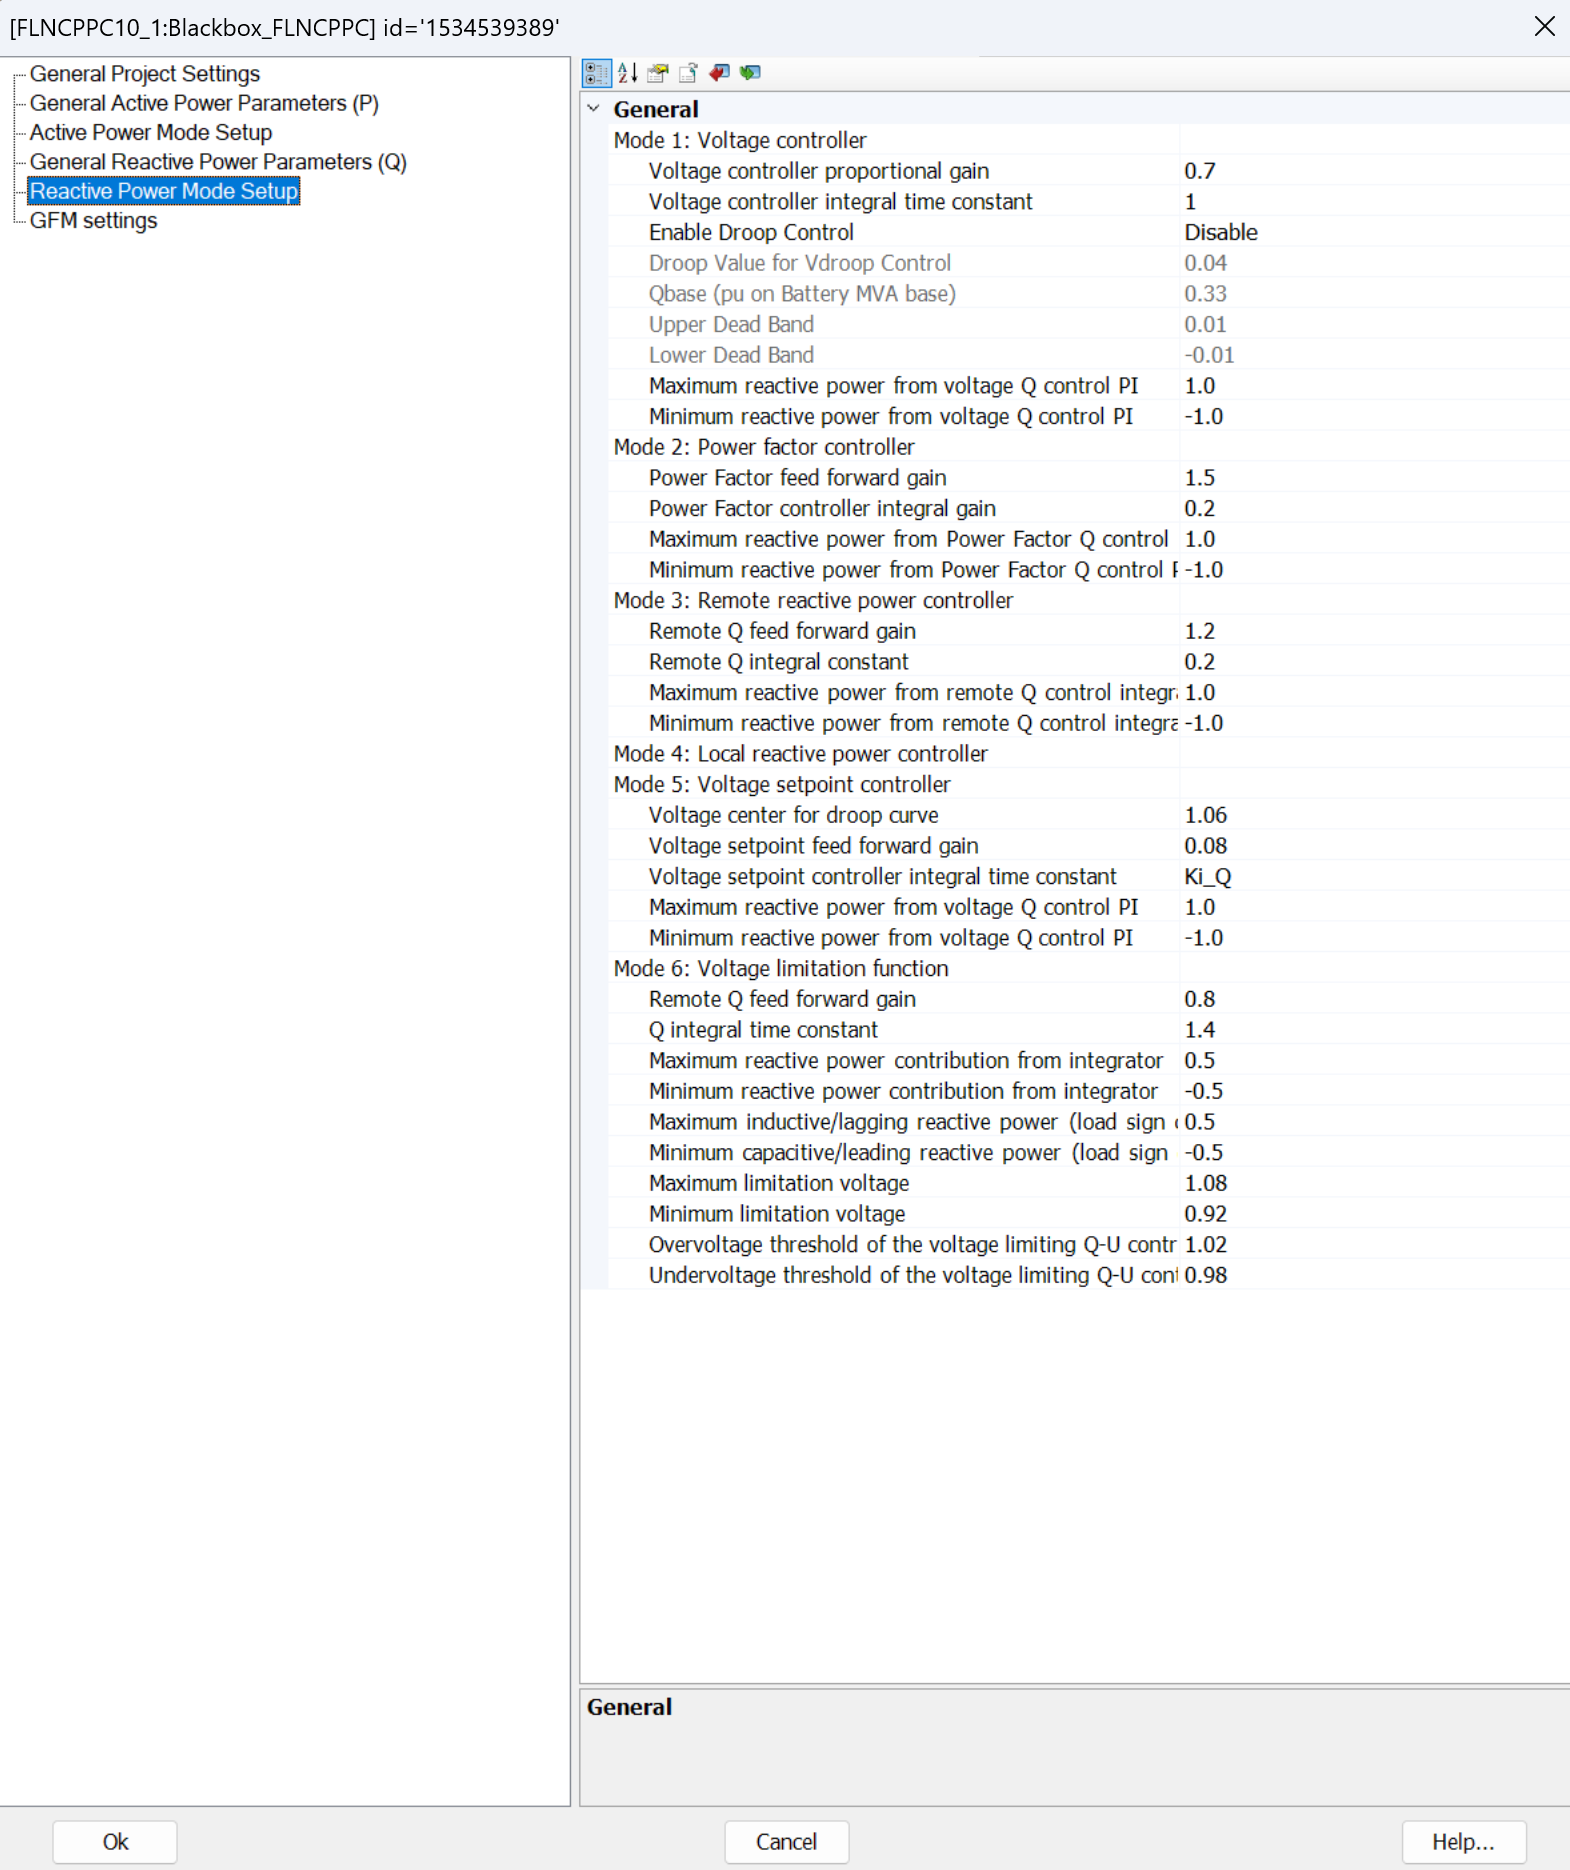 [FLNCPPC10_1:Blackbox_FLNCPPC] id='1534539389'
General Project Settings
General Active Power Parameters (P)
Active Power Mode Setup
General Reactive Power Parameters (Q)
Reactive Power Mode Setup
GFM settings
General
Mode 1: Voltage controller
Voltage controller proportional gain 0.7
Voltage controller integral time constant 1
Enable Droop Control Disable
Droop Value for Vdroop Control 0.04
Qbase (pu on Battery MVA base) 0.33
Upper Dead Band 0.01
Lower Dead Band -0.01
Maximum reactive power from voltage Q control PI 1.0
Minimum reactive power from voltage Q control PI -1.0
Mode 2: Power factor controller
Power Factor feed forward gain 1.5
Power Factor controller integral gain 0.2
Maximum reactive power from Power Factor Q control 1.0
Minimum reactive power from Power Factor Q control -1.0
Mode 3: Remote reactive power controller
Remote Q feed forward gain 1.2
Remote Q integral constant 0.2
Maximum reactive power from remote Q control integr 1.0
Minimum reactive power from remote Q control integra -1.0
Mode 4: Local reactive power controller
Mode 5: Voltage setpoint controller
Voltage center for droop curve 1.06
Voltage setpoint feed forward gain 0.08
Voltage setpoint controller integral time constant Ki_Q
Maximum reactive power from voltage Q control PI 1.0
Minimum reactive power from voltage Q control PI -1.0
Mode 6: Voltage limitation function
Remote Q feed forward gain 0.8
Q integral time constant 1.4
Maximum reactive power contribution from integrator 0.5
Minimum reactive power contribution from integrator -0.5
Maximum inductive/lagging reactive power (load sign 0.5
Minimum capacitive/leading reactive power (load sign -0.5
Maximum limitation voltage 1.08
Minimum limitation voltage 0.92
Overvoltage threshold of the voltage limiting Q-U contr 1.02
Undervoltage threshold of the voltage limiting Q-U con 0.98
General
Ok Cancel Help...